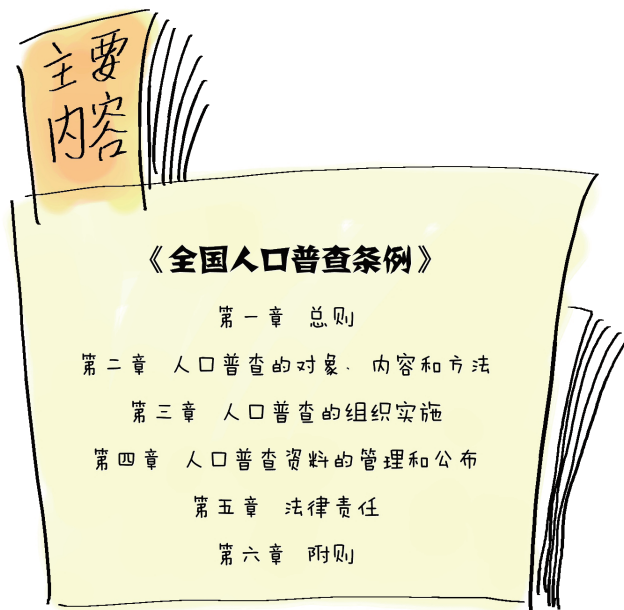 主要
内容
《全国人口普查条例》
第一章 总则
第二章 人口普查的对象、内容和方法
第三章 人口普查的组织实施
第四章 人口普查资料的管理和公布
第五章 法律责任
第六章 附则